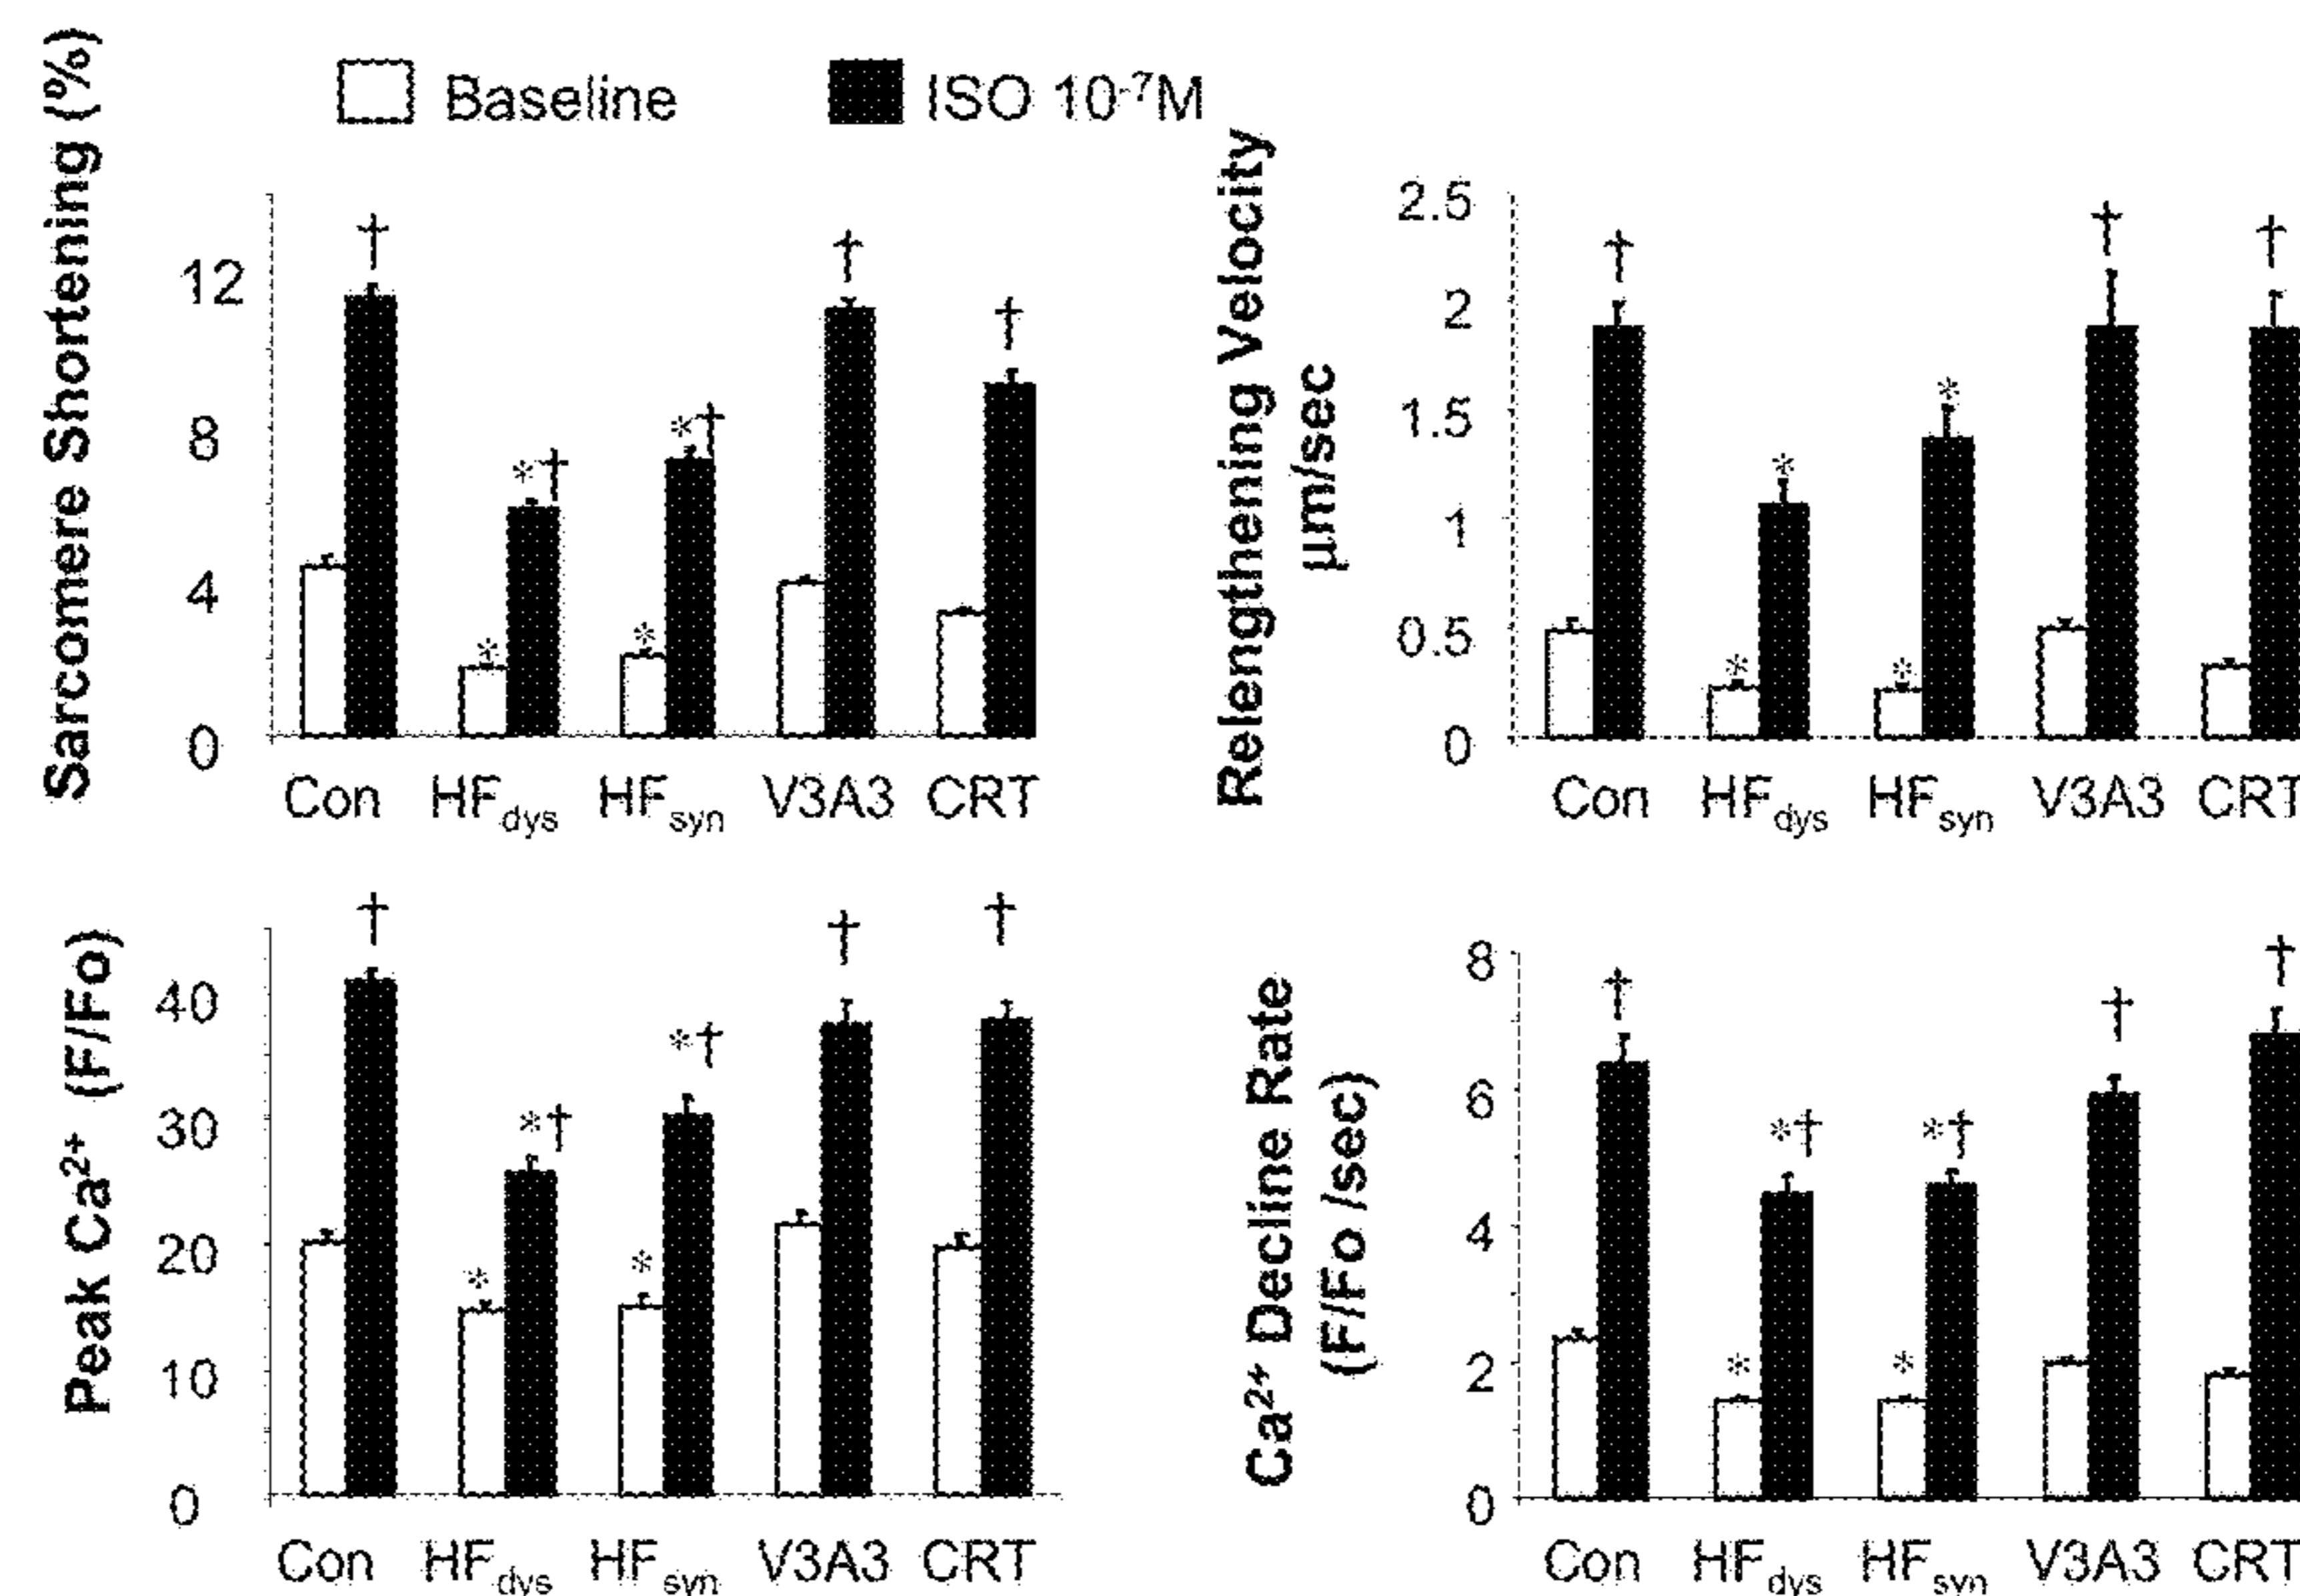 Baseline ISO 10-7M
Sarcomere Shortening (%)
12
8
4
0
† *† *† † †
* *
Con HFdys HFsyn V3A3 CRT
Relengthening Velocity
µm/sec
2.5
2
1.5
1
0.5
0
† * * † †
* *
Con HFdys HFsyn V3A3 CRT
Peak Ca2+ (F/Fo)
40
30
20
10
0
† *† *† † †
* *
Con HFdys HFsyn V3A3 CRT
Ca2+ Decline Rate
(F/Fo /sec)
8
6
4
2
0
† *† *† † †
* *
Con HFdys HFsyn V3A3 CRT